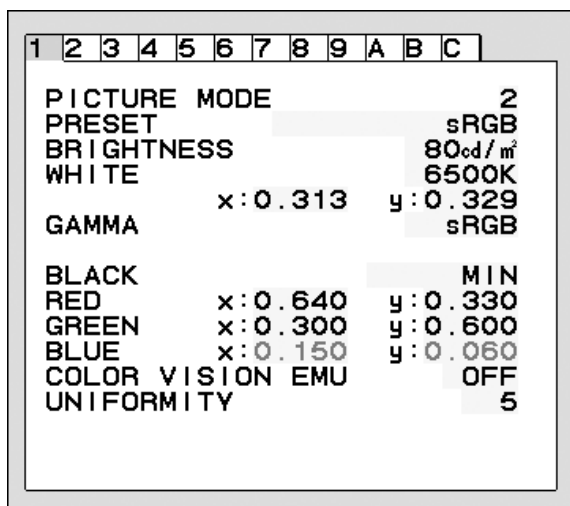 1 2 3 4 5 6 7 8 9 A B C
PICTURE MODE 2
PRESET sRGB
BRIGHTNESS 80cd/㎡
WHITE 6500K
x:0.313 y:0.329
GAMMA sRGB
BLACK MIN
RED x:0.640 y:0.330
GREEN x:0.300 y:0.600
BLUE x:0.150 y:0.060
COLOR VISION EMU OFF
UNIFORMITY 5